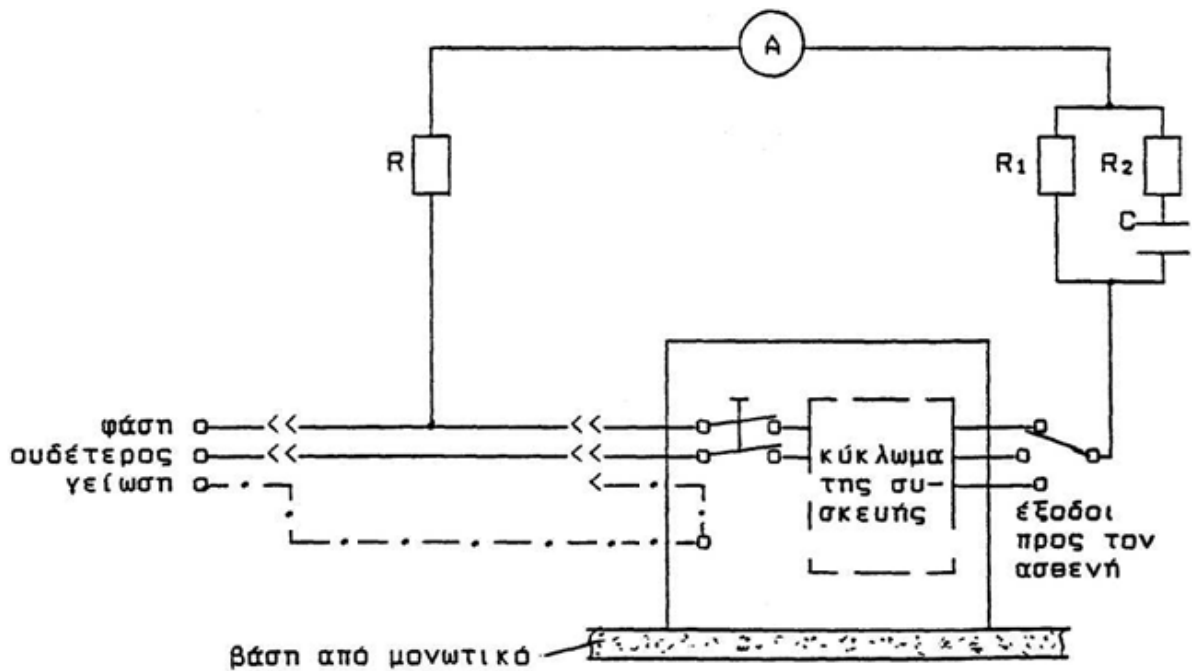 A
R
R1
R2
C
φάση
ουδέτερος
γείωση
κύκλωμα
της συ-
σκευής
έξοδοι
προς τον
ασθενή
βάση από μονωτικό